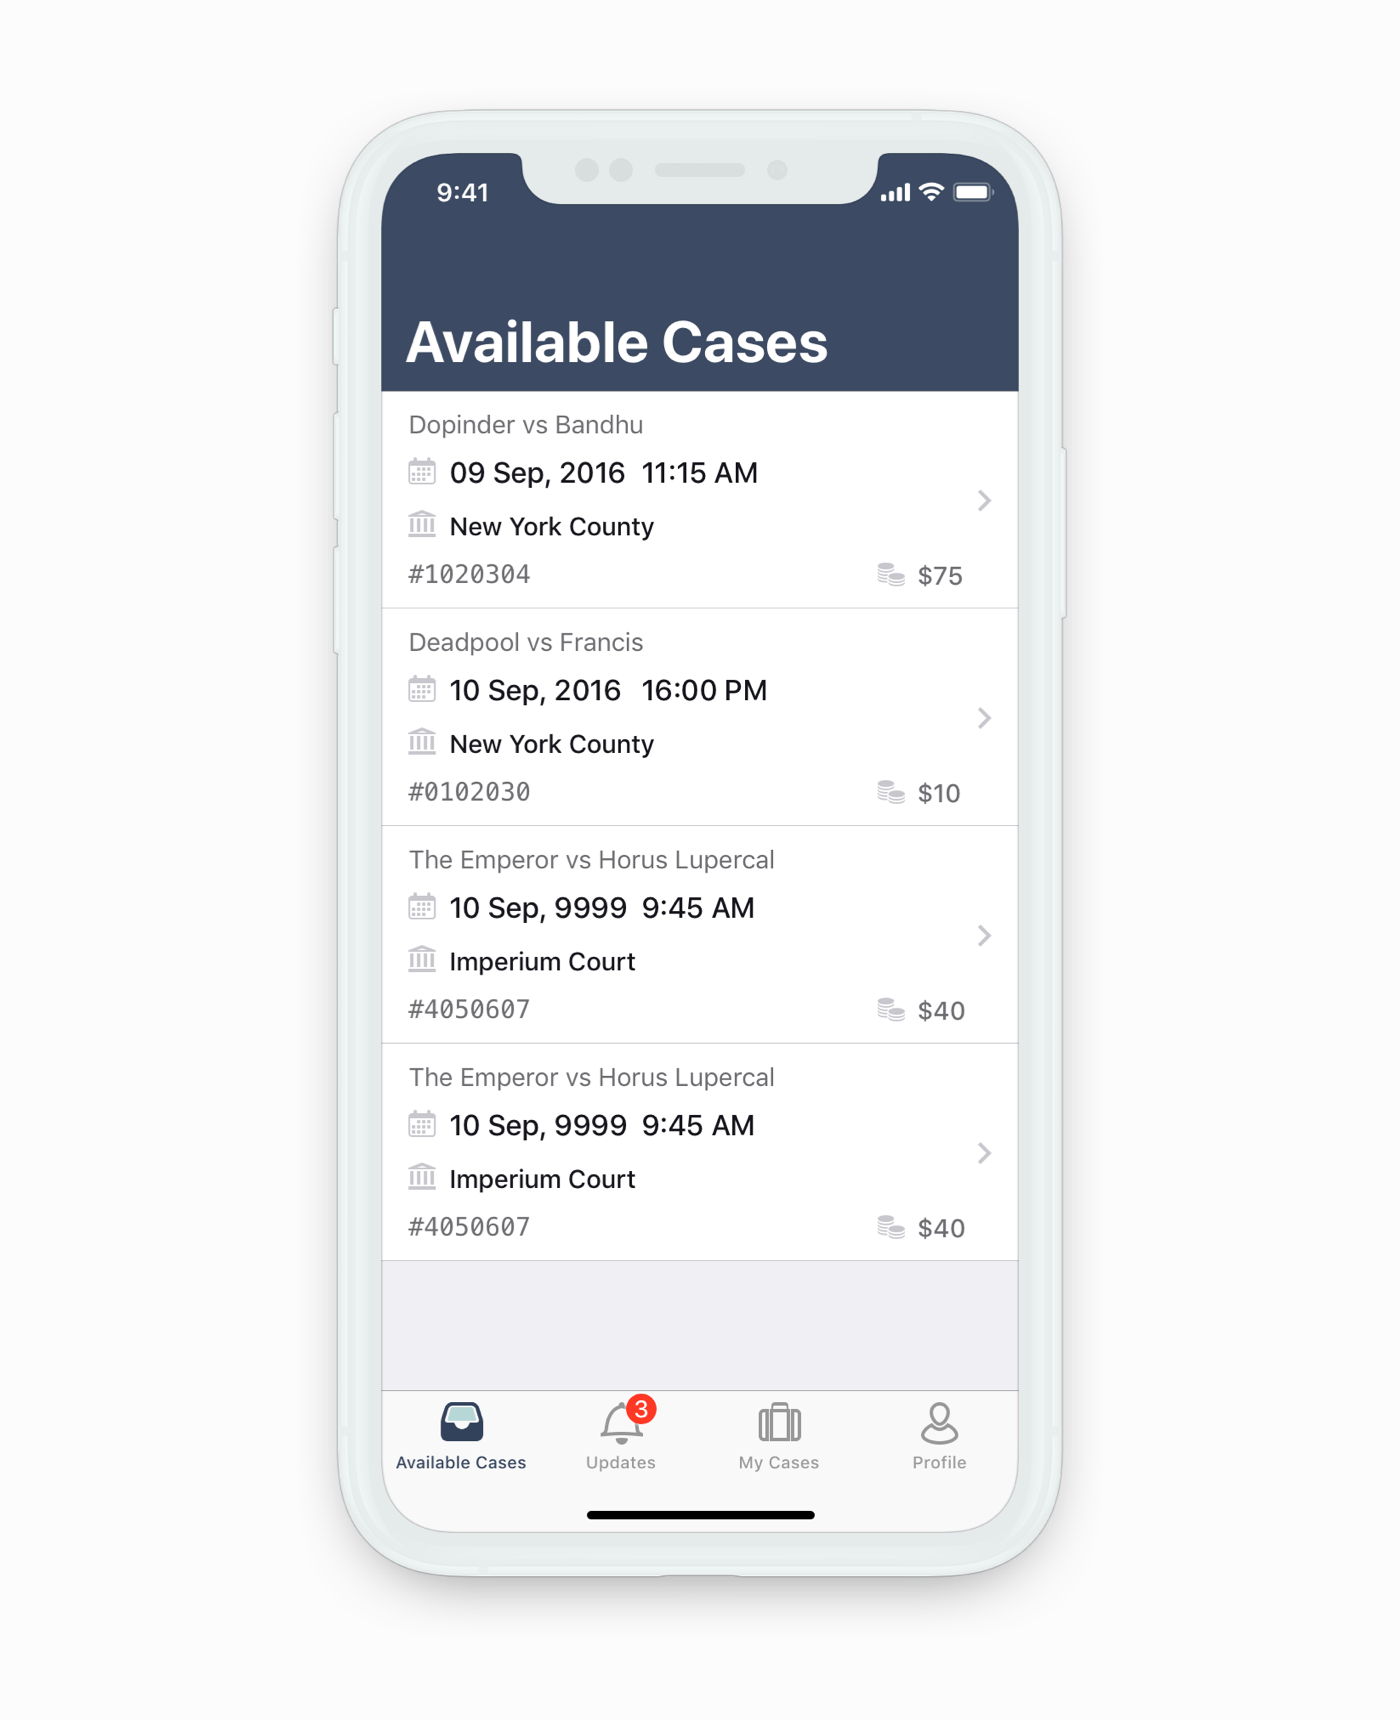 9:41
Available Cases
Dopinder vs Bandhu
09 Sep, 2016 11:15 AM
New York County
#1020304 $75
Deadpool vs Francis
10 Sep, 2016 16:00 PM
New York County
#0102030 $10
The Emperor vs Horus Lupercal
10 Sep, 9999 9:45 AM
Imperium Court
#4050607 $40
The Emperor vs Horus Lupercal
10 Sep, 9999 9:45 AM
Imperium Court
#4050607 $40
3
Available Cases Updates My Cases Profile